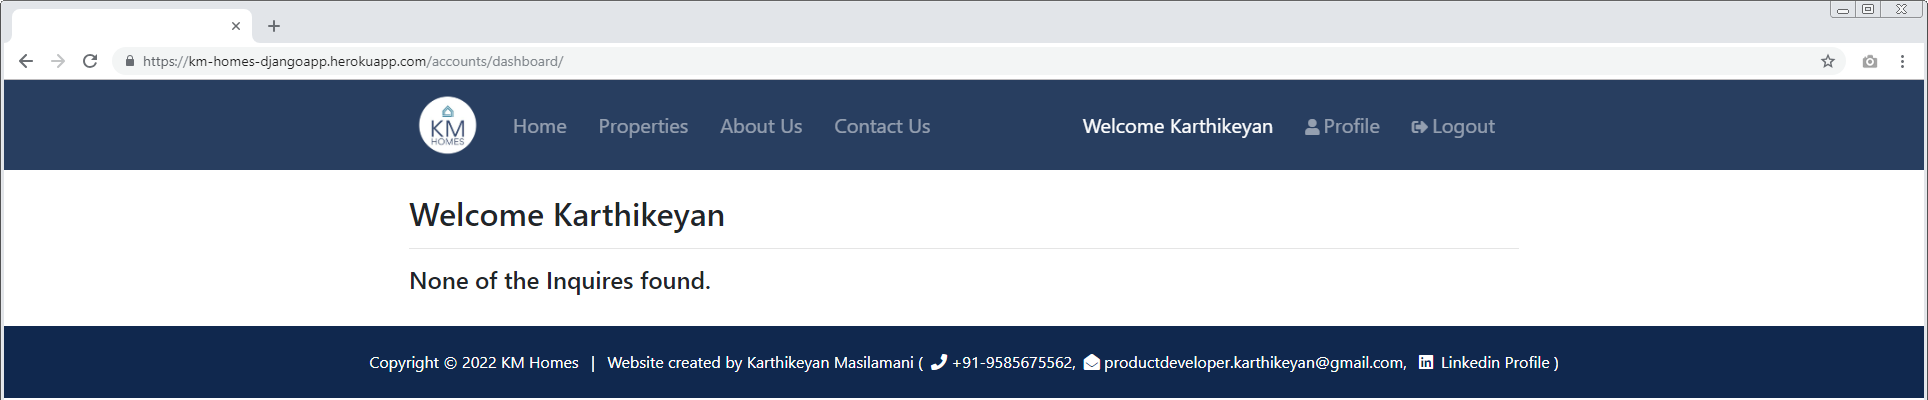 https://km-homes-djangoapp.herokuapp.com/accounts/dashboard/
KM
HOMES
Home Properties About Us Contact Us Welcome Karthikeyan Profile Logout
Welcome Karthikeyan
None of the Inquires found.
Copyright © 2022 KM Homes | Website created by Karthikeyan Masilamani ( +91-9585675562, productdeveloper.karthikeyan@gmail.com, in Linkedin Profile )